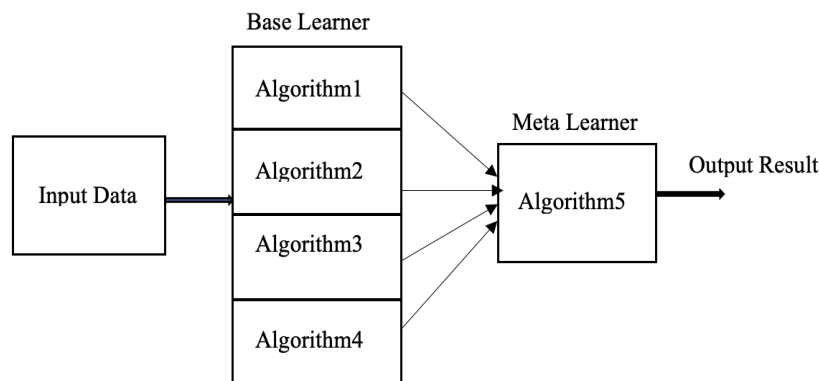 Base Learner
Algorithm1
Algorithm2
Algorithm3
Algorithm4
Input Data
Meta Learner
Algorithm5
Output Result